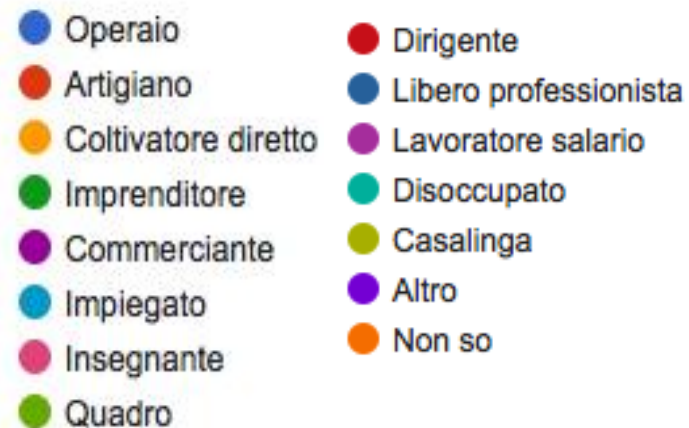 Operaio
Artigiano
Coltivatore diretto
Imprenditore
Commerciante
Impiegato
Insegnante
Quadro
Dirigente
Libero professionista
Lavoratore salario
Disoccupato
Casalinga
Altro
Non so